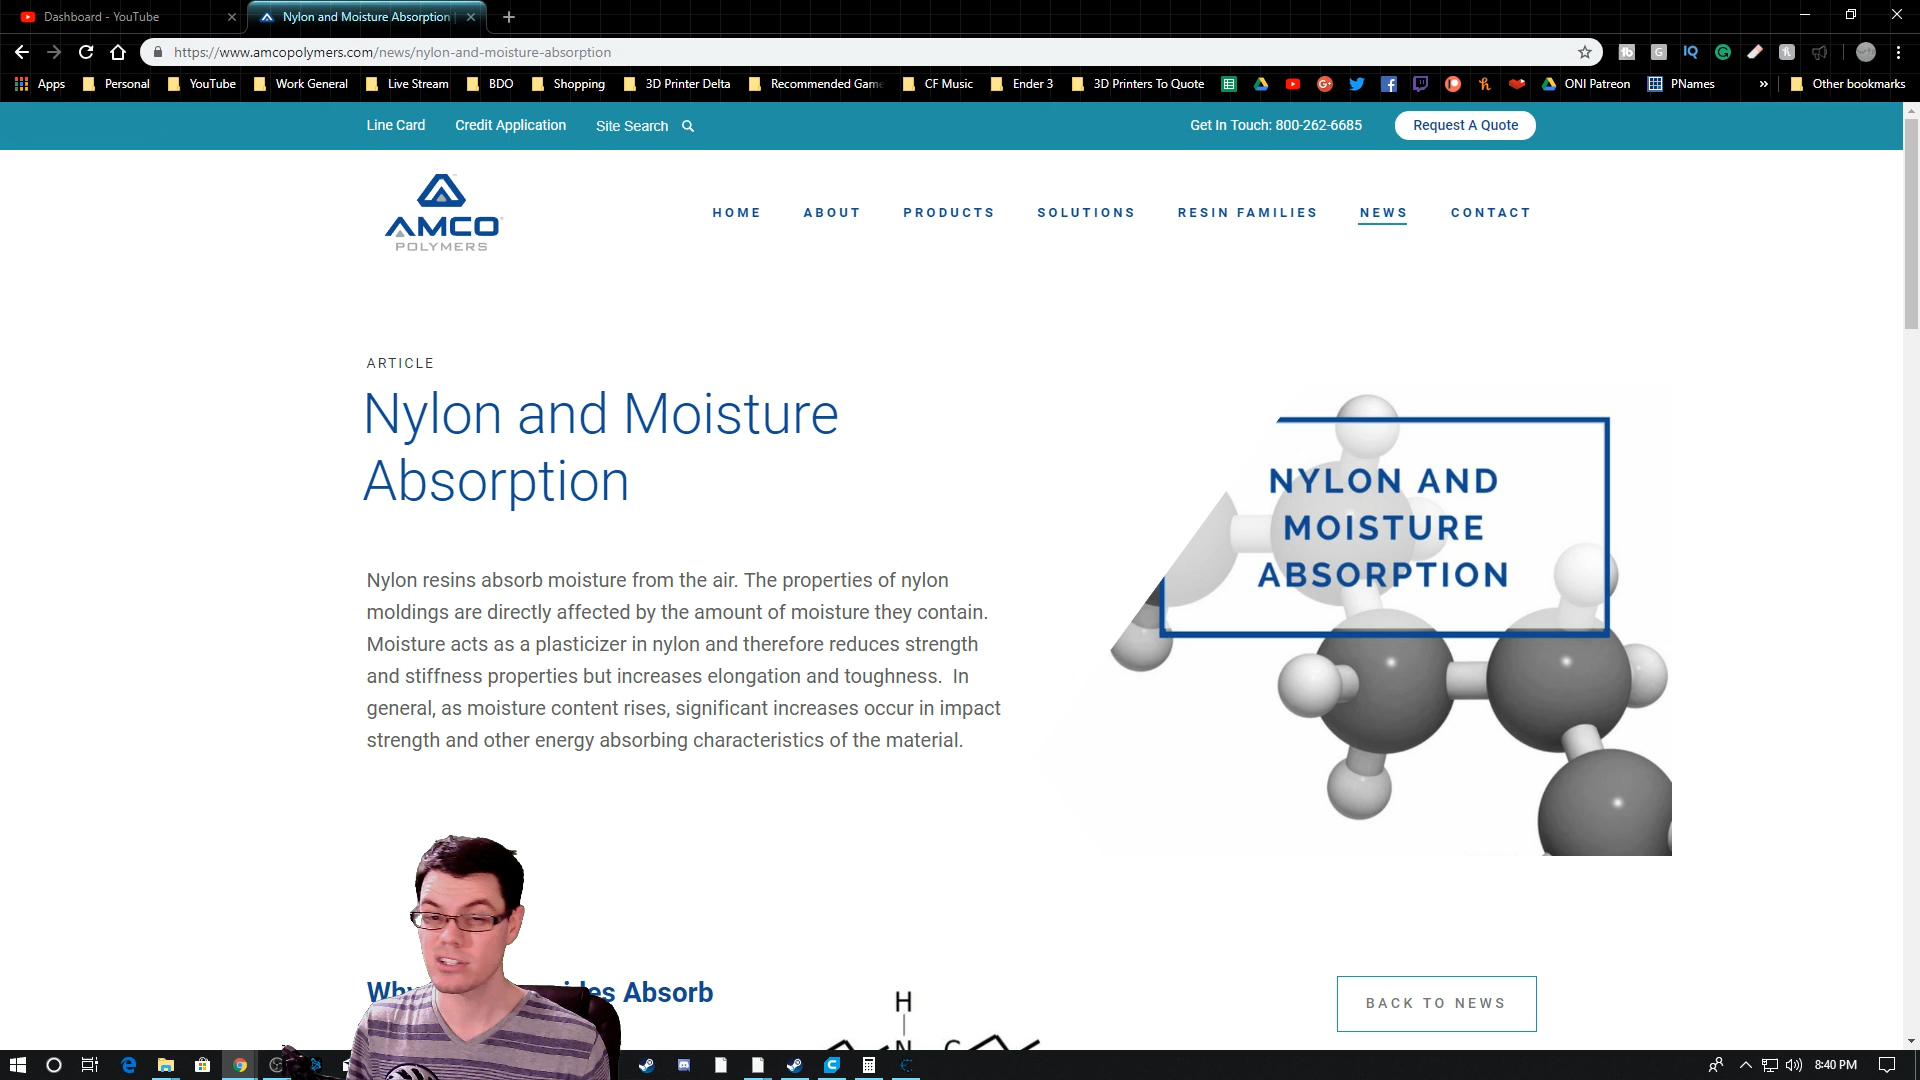 Dashboard - YouTube
Nylon and Moisture Absorption
https://www.amcopolymers.com/news/nylon-and-moisture-absorption
Apps
Personal
YouTube
Work General
Live Stream
BDO
Shopping
3D Printer Delta
Recommended Game
CF Music
Ender 3
3D Printers To Quote
ONI Patreon
PNames
Other bookmarks
Line Card
Credit Application
Site Search
Get In Touch: 800-262-6685
Request A Quote
AMCO
POLYMERS
HOME
ABOUT
PRODUCTS
SOLUTIONS
RESIN FAMILIES
NEWS
CONTACT
ARTICLE
Nylon and Moisture
Absorption
NYLON AND
MOISTURE
ABSORPTION
Nylon resins absorb moisture from the air. The properties of nylon
moldings are directly affected by the amount of moisture they contain.
Moisture acts as a plasticizer in nylon and therefore reduces strength
and stiffness properties but increases elongation and toughness. In
general, as moisture content rises, significant increases occur in impact
strength and other energy absorbing characteristics of the material.
Absorb
H
N
C
BACK TO NEWS
8:40 PM